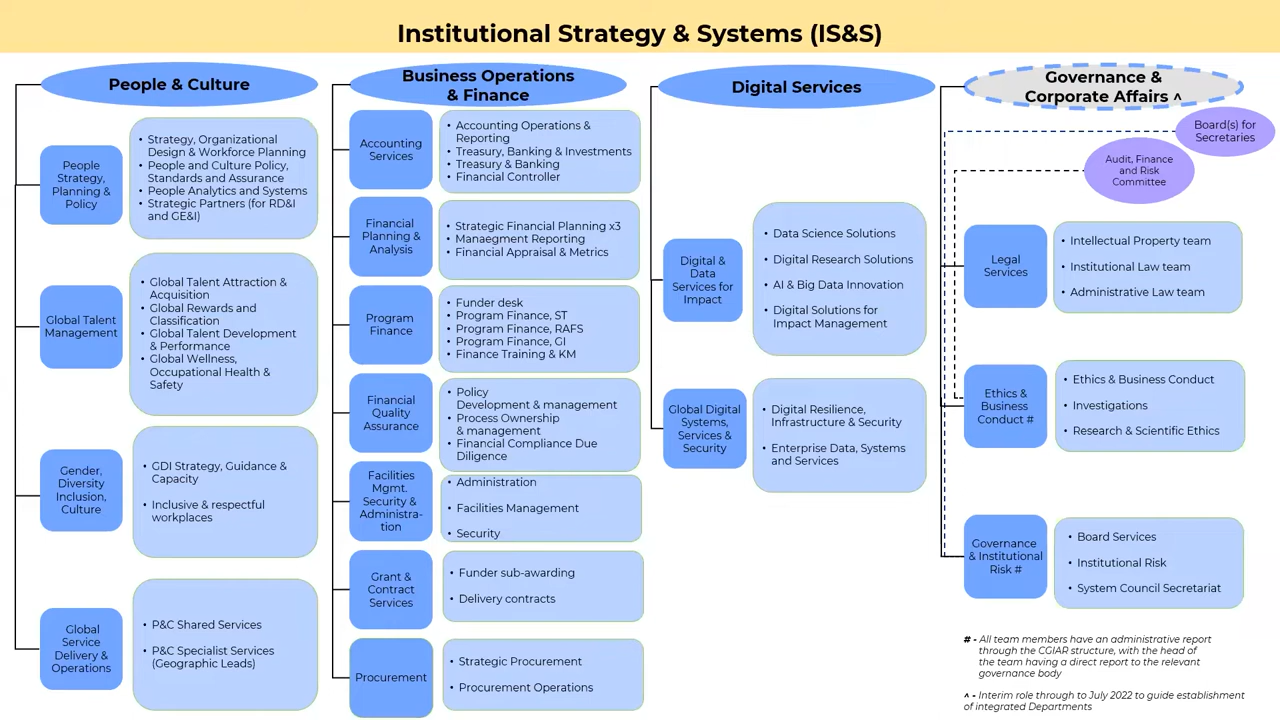 Institutional Strategy & Systems (IS&S)
People & Culture
People
Strategy,
Planning &
Policy
• Strategy, Organizational
Design & Workforce Planning
• People and Culture Policy,
Standards and Assurance
• People Analytics and Systems
• Strategic Partners (for RD&I
and GE&I)
Global Talent
Management
• Global Talent Attraction &
Acquisition
• Global Rewards and
Classification
• Global Talent Development
& Performance
• Global Wellness,
Occupational Health &
Safety
Gender,
Diversity
Inclusion,
Culture
• GDI Strategy, Guidance &
Capacity
• Inclusive & respectful
workplaces
Global
Service
Delivery &
Operations
• P&C Shared Services
• P&C Specialist Services
(Geographic Leads)
Business Operations
& Finance
Accounting
Services
• Accounting Operations &
Reporting
• Treasury, Banking & Investments
• Treasury & Banking
• Financial Controller
Financial
Planning &
Analysis
• Strategic Financial Planning x3
• Manaegment Reporting
• Financial Appraisal & Metrics
Program
Finance
• Funder desk
• Program Finance, ST
• Program Finance, RAFS
• Program Finance, GI
• Finance Training & KM
Financial
Quality
Assurance
• Policy
Development & management
• Process Ownership
& management
• Financial Compliance Due
Diligence
Facilities
Mgmt.
Security &
Administra-
tion
• Administration
• Facilities Management
• Security
Grant &
Contract
Services
• Funder sub-awarding
• Delivery contracts
Procurement
• Strategic Procurement
• Procurement Operations
Digital Services
Digital &
Data
Services for
Impact
• Data Science Solutions
• Digital Research Solutions
• AI & Big Data Innovation
• Digital Solutions for
Impact Management
Global Digital
Systems,
Services &
Security
• Digital Resilience,
Infrastructure & Security
• Enterprise Data, Systems
and Services
Governance &
Corporate Affairs ^
Board(s) for
Secretaries
Audit, Finance
and Risk
Committee
Legal
Services
• Intellectual Property team
• Institutional Law team
• Administrative Law team
Ethics &
Business
Conduct #
• Ethics & Business Conduct
• Investigations
• Research & Scientific Ethics
Governance
& Institutional
Risk #
• Board Services
• Institutional Risk
• System Council Secretariat
# - All team members have an administrative report
through the CGIAR structure, with the head of
the team having a direct report to the relevant
governance body
^ - Interim role through to July 2022 to guide establishment
of integrated Departments